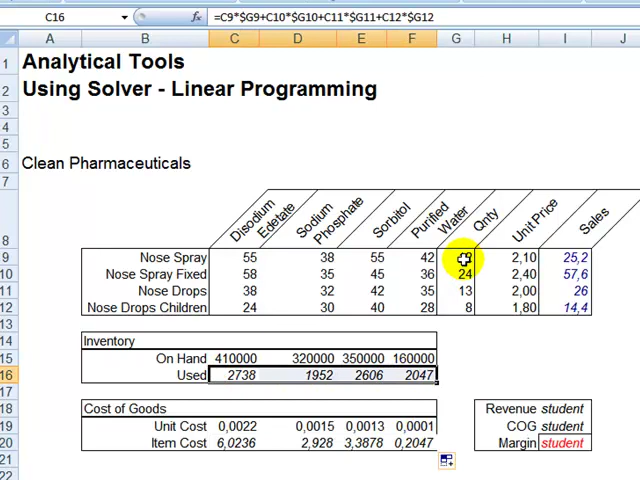 C16 fx =C9*$G9+C10*$G10+C11*$G11+C12*$G12
A B C D E F G H I J
1 Analytical Tools
2 Using Solver - Linear Programming
3
4
5
6 Clean Pharmaceuticals
7
8 Disodium Edetate Sodium Phosphate Sorbitol Purified Water Qnty Unit Price Sales
9 Nose Spray 55 38 55 42 2,10 25,2
10 Nose Spray Fixed 58 35 45 36 24 2,40 57,6
11 Nose Drops 38 32 42 35 13 2,00 26
12 Nose Drops Children 24 30 40 28 8 1,80 14,4
13
14 Inventory
15 On Hand 410000 320000 350000 160000
16 Used 2738 1952 2606 2047
17
18 Cost of Goods Revenue student
19 Unit Cost 0,0022 0,0015 0,0013 0,0001 COG student
20 Item Cost 6,0236 2,928 3,3878 0,2047 Margin student
21
22